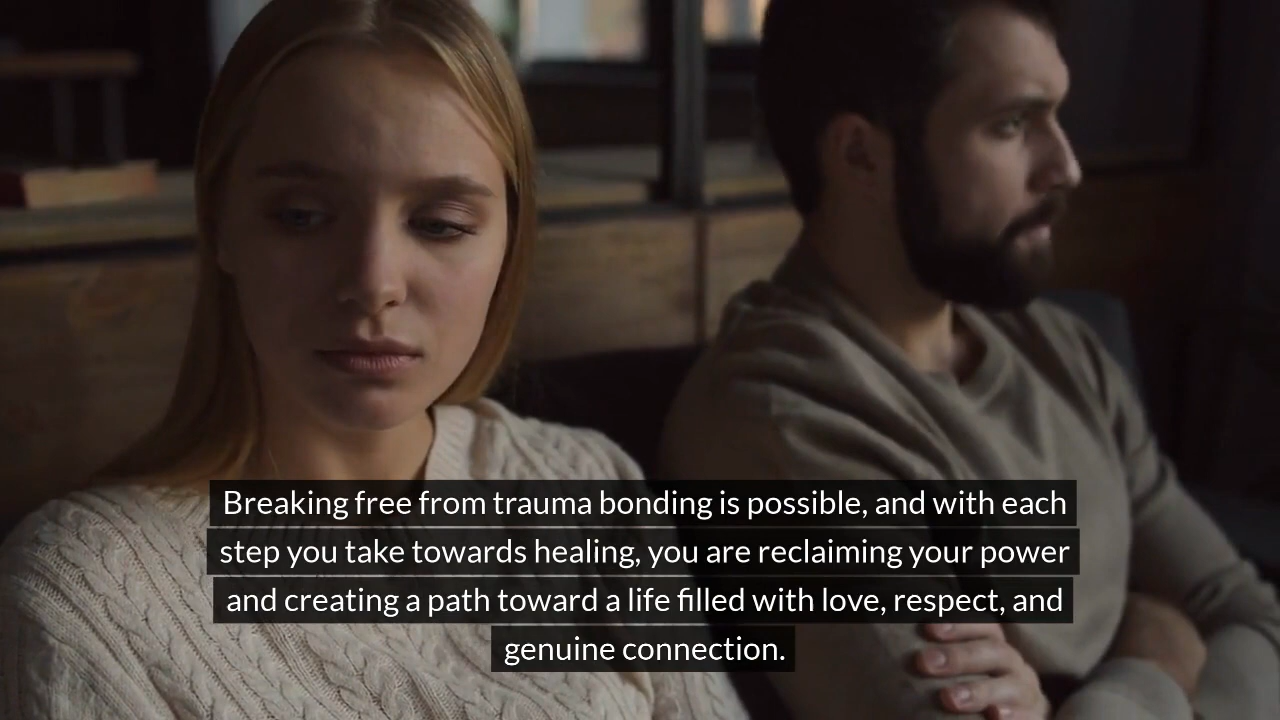 Breaking free from trauma bonding is possible, and with each
step you take towards healing, you are reclaiming your power
and creating a path toward a life filled with love, respect, and
genuine connection.